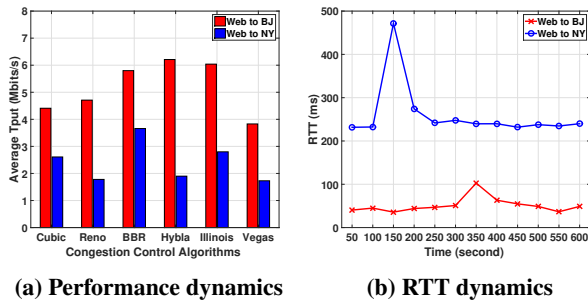 Web to BJ
Web to NY
8
7
6
5
4
3
2
1
0
Average Tput (Mbits/s)
Cubic Reno BBR Hybla Illinois Vegas
Congestion Control Algorithms
(a) Performance dynamics
Web to BJ
Web to NY
500
400
300
200
100
0
RTT (ms)
50 100 150 200 250 300 350 400 450 500 550 600
Time (second)
(b) RTT dynamics